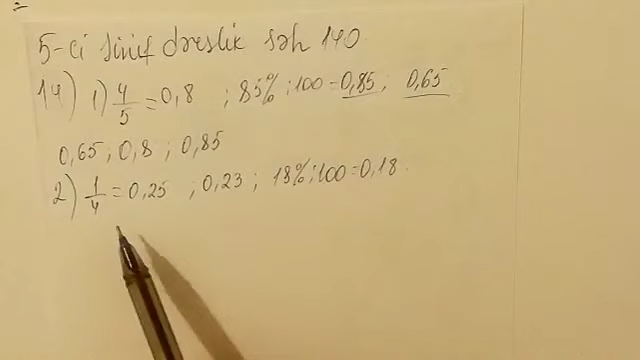 5-ci sinif dərslik səh 140
14) 1) 4/5 = 0,8 ; 85% : 100 = 0,85 ; 0,65
0,65 ; 0,8 ; 0,85
2) 1/4 = 0,25 ; 0,23 ; 18% : 100 = 0,18.